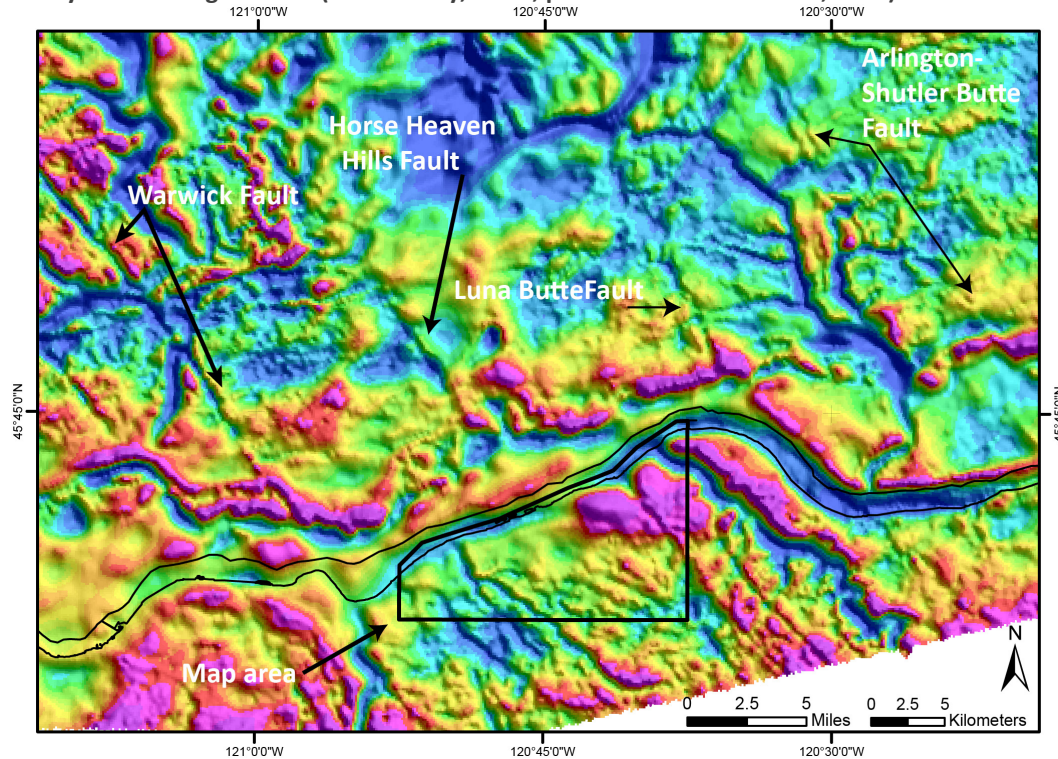 121°0'0"W 120°45'0"W 120°30'0"W
Arlington-
Shutler Butte
Fault
Horse Heaven
Hills Fault
Warwick Fault
Luna ButteFault
45°45'0"N
Map area
N
0 2.5 5
Miles
0 2.5 5
Kilometers
121°0'0"W 120°45'0"W 120°30'0"W